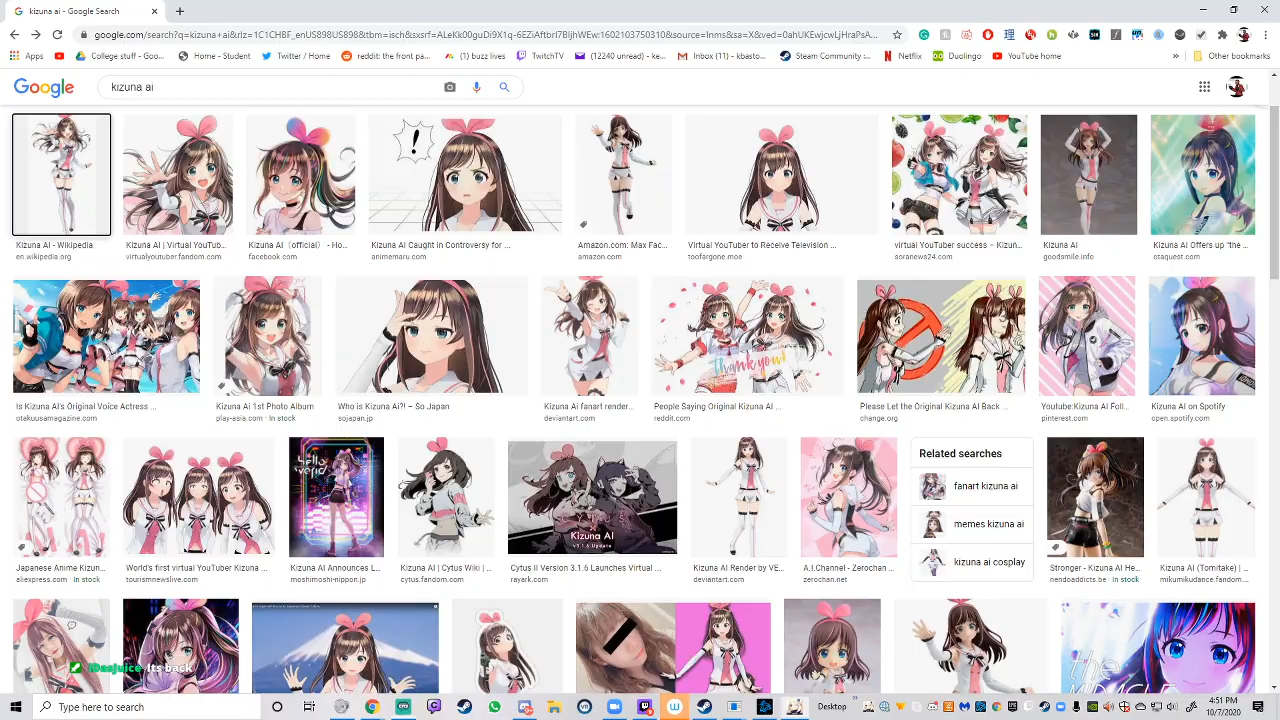 kizuna ai - Google Search
google.com/search?q=kizuna+ai&rlz=1C1CHBF_enUS898US898&tbm=isch&sxsrf=
Apps
College stuff - Goo...
Home - Student
Home / Twitter
reddit: the front pa...
bunny loves stuff
TwitchTV
(12240 unread) - ke...
Inbox (11) - kbasto...
Steam Community :...
Netflix
Duolingo
YouTube home
Other bookmarks
Google
kizuna ai
Kizuna AI - Wikipedia
en.wikipedia.org
Kizuna AI | Virtual YouTub...
virtualyoutuber.fandom.com
Kizuna AI (official) - Ho...
facebook.com
Kizuna AI Caught in Controversy for ...
animemaru.com
Amazon.com: Max Fac...
amazon.com
Virtual YouTuber to Receive Television ...
toofargone.moe
virtual YouTuber success – Kizun...
soranews24.com
Kizuna AI
goodsmile.info
Kizuna AI Offers up "the ...
otaquest.com
thank you!
Is Kizuna AI's Original Voice Actress ...
otakuusamagazine.com
Kizuna Ai 1st Photo Album
play-asia.com · In stock
Who is Kizuna Ai?! – So Japan
sojapan.jp
Kizuna Ai fanart render...
deviantart.com
People Saying Original Kizuna AI ...
reddit.com
Please Let the Original Kizuna AI Back ...
change.org
Youtube:Kizuna AI Foll...
pinterest.com
Kizuna AI on Spotify
open.spotify.com
hello world
CYTUS
Kizuna AI
v3.1.6 Update
Related searches
fanart kizuna ai
memes kizuna ai
kizuna ai cosplay
Japanese Anime Kizun...
aliexpress.com · In stock
World's first virtual YouTuber Kizuna ...
tourismnewslive.com
Kizuna AI Announces L...
moshimoshi-nippon.jp
Kizuna AI | Cytus Wiki | ...
cytus.fandom.com
Cytus II Version 3.1.6 Launches Virtual ...
rayark.com
Kizuna AI Render by VE...
deviantart.com
A.I.Channel - Zerochan ...
zerochan.net
Stronger - Kizuna AI He...
nendoaddicts.be · In stock
Kizuna AI (Tomitake) | ...
mikumikudance.fandom...
iDasJuice Its back
the
Type here to search
Desktop
4:51 PM
10/7/2020